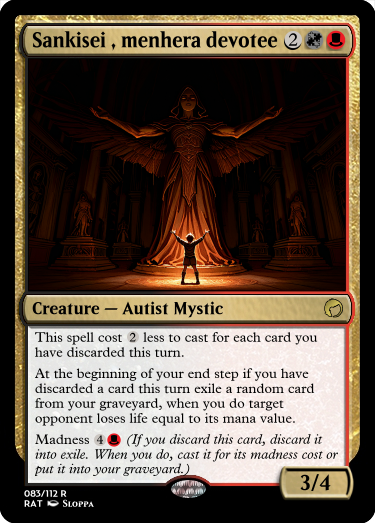 Sankisei , menhera devotee 2
Creature — Autist Mystic
This spell cost 2 less to cast for each card you
have discarded this turn.
At the beginning of your end step if you have
discarded a card this turn exile a random card
from your graveyard, when you do target
opponent loses life equal to its mana value.
Madness 4 (If you discard this card, discard it
into exile. When you do, cast it for its madness cost or
put it into your graveyard.)
3/4
083/112 R
RAT Sloppa